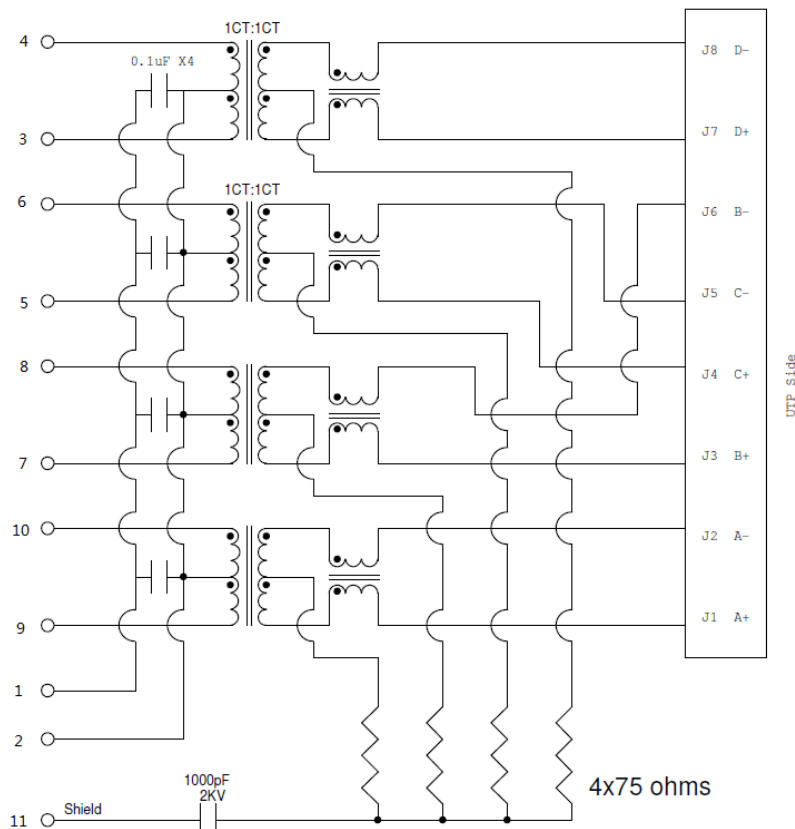 1CT:1CT
4
J8 D-
0.1uF X4
3
J7 D+
1CT:1CT
6
J6 B-
5
J5 C-
UTP Side
8
J4 C+
7
J3 B+
10
J2 A-
9
J1 A+
1
2
1000pF
2KV
4x75 ohms
11
Shield